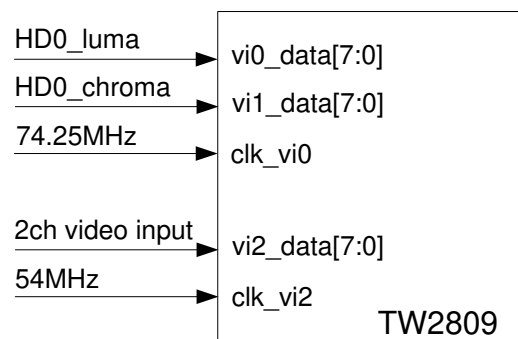 HD0_luma
vi0_data[7:0]
HD0_chroma
vi1_data[7:0]
74.25MHz
clk_vi0
2ch video input
vi2_data[7:0]
54MHz
clk_vi2
TW2809